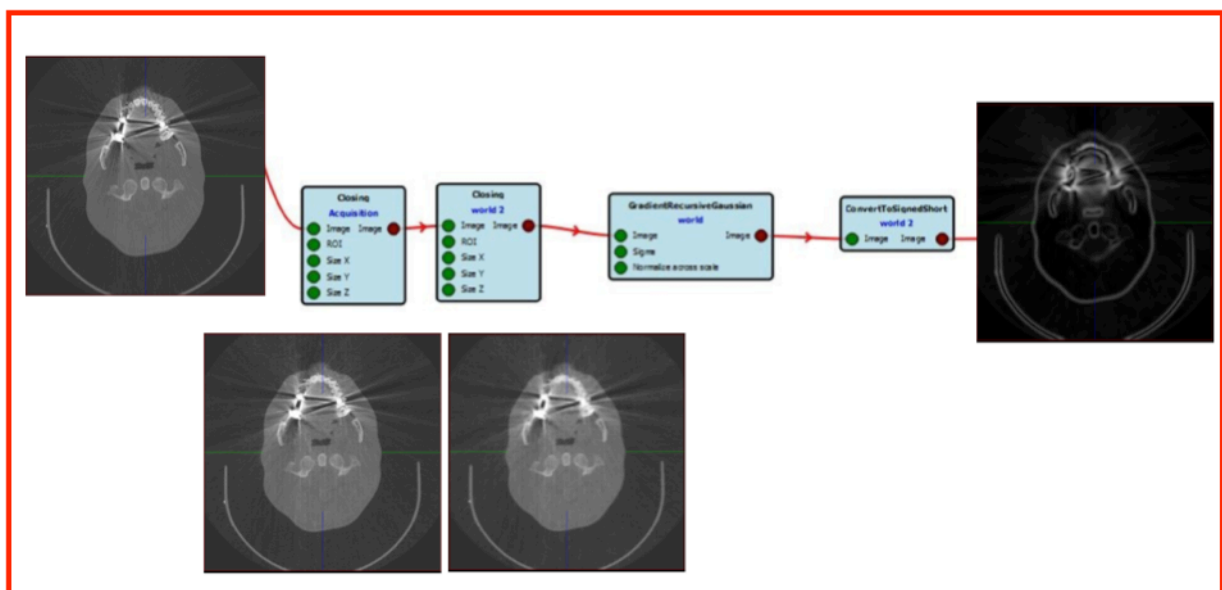 Closing
Acquisition
Image Image
ROI
Size X
Size Y
Size Z
Closing
world 2
Image Image
ROI
Size X
Size Y
Size Z
GradientRecursiveGaussian
world
Image Image
Sigma
Normalize across scale
ConvertToSignedShort
world 2
Image Image